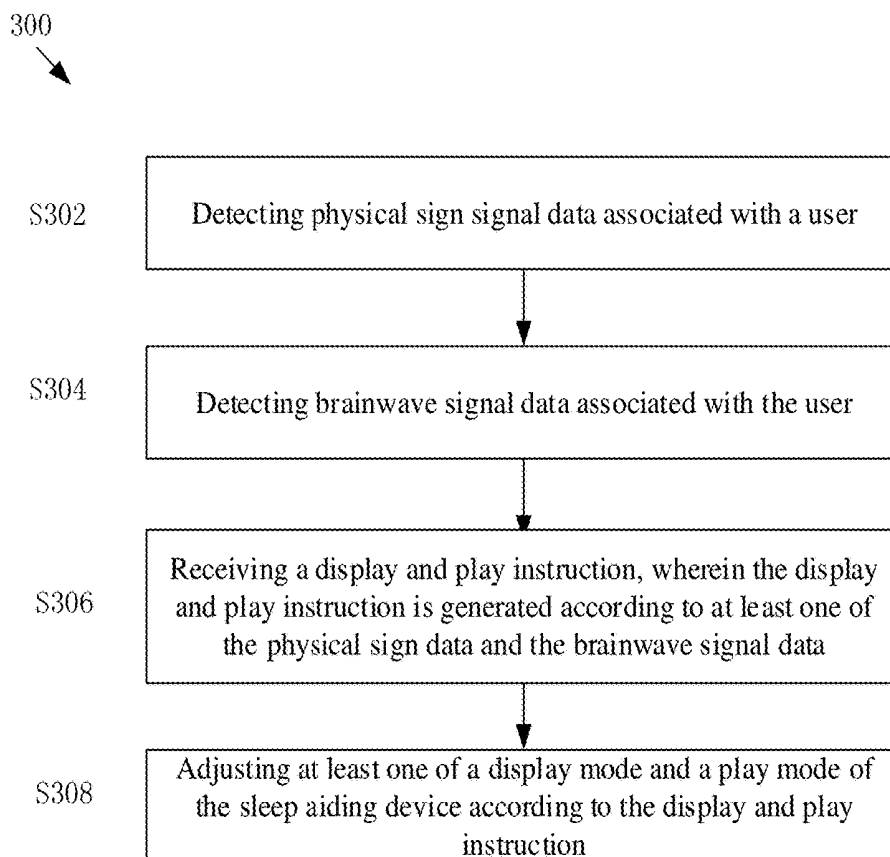 300
S302
Detecting physical sign signal data associated with a user
S304
Detecting brainwave signal data associated with the user
S306
Receiving a display and play instruction, wherein the display
and play instruction is generated according to at least one of
the physical sign data and the brainwave signal data
S308
Adjusting at least one of a display mode and a play mode of
the sleep aiding device according to the display and play
instruction